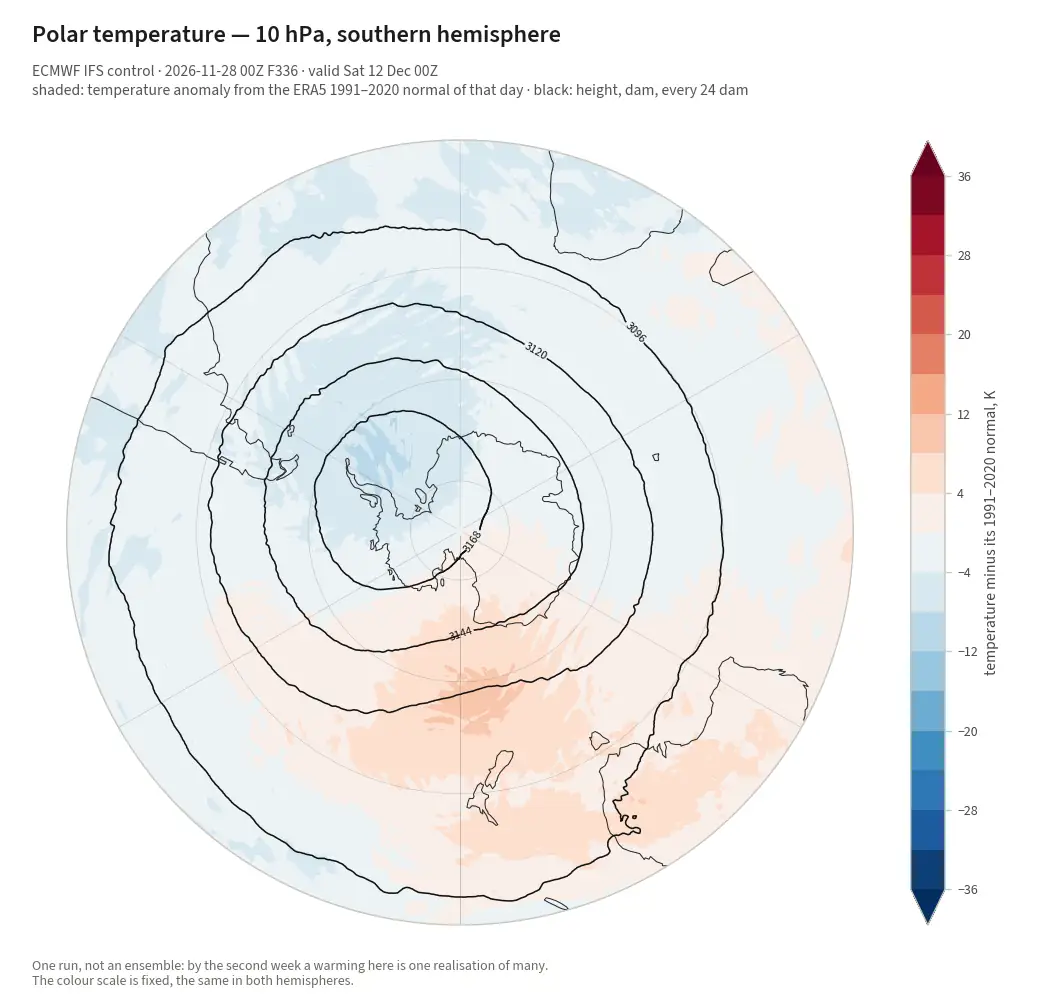 Polar temperature — 10 hPa, southern hemisphere
ECMWF IFS control · 2026-11-28 00Z F336 · valid Sat 12 Dec 00Z
shaded: temperature anomaly from the ERA5 1991–2020 normal of that day · black: height, dam, every 24 dam
3096
3120
3168
3144
36
28
20
12
4
−4
−12
−20
−28
−36
temperature minus its 1991–2020 normal, K
One run, not an ensemble: by the second week a warming here is one realisation of many.
The colour scale is fixed, the same in both hemispheres.